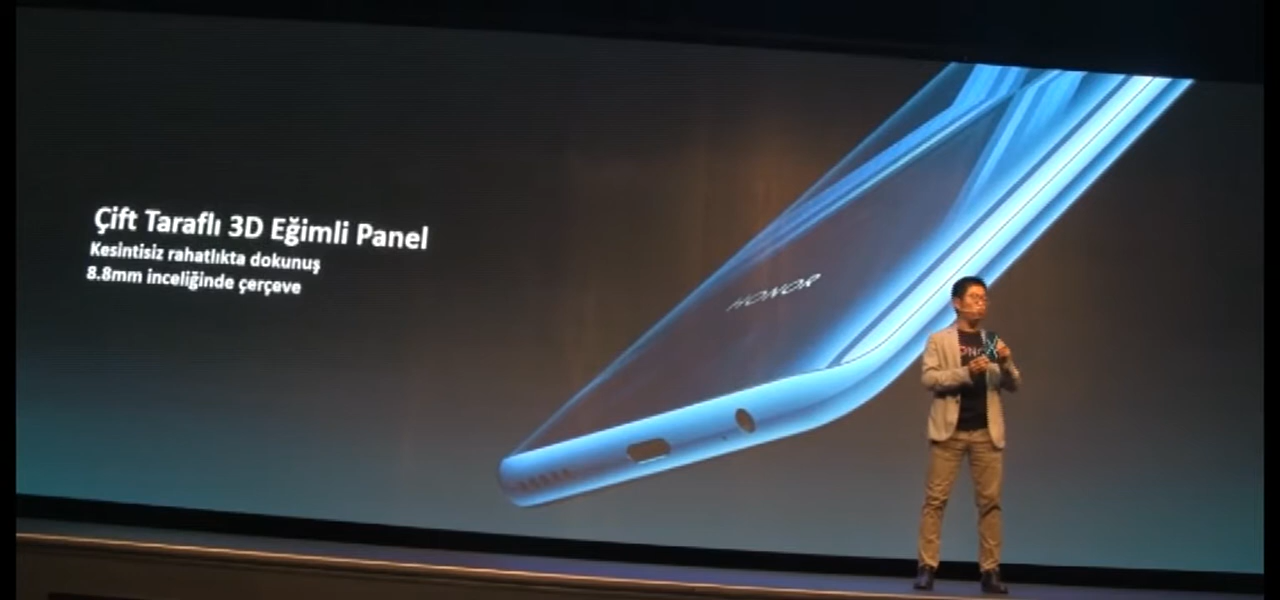 Çift Taraflı 3D Eğimli Panel
Kesintisiz rahatlıkta dokunuş
8.8mm inceliğinde çerçeve
HONOR